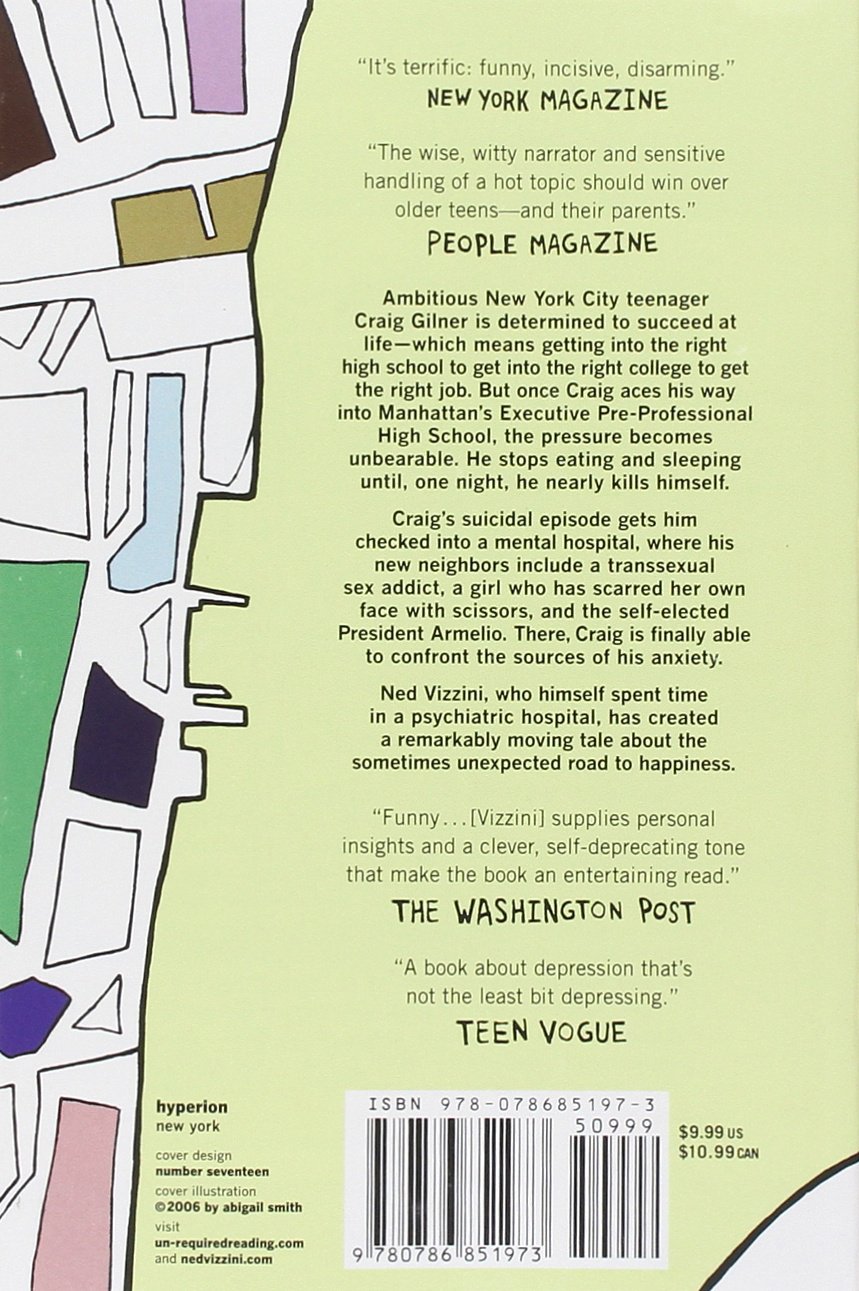 “It’s terrific: funny, incisive, disarming.”
NEW YORK MAGAZINE
“The wise, witty narrator and sensitive
handling of a hot topic should win over
older teens—and their parents.”
PEOPLE MAGAZINE
Ambitious New York City teenager
Craig Gilner is determined to succeed at
life—which means getting into the right
high school to get into the right college to get
the right job. But once Craig aces his way
into Manhattan’s Executive Pre-Professional
High School, the pressure becomes
unbearable. He stops eating and sleeping
until, one night, he nearly kills himself.
Craig’s suicidal episode gets him
checked into a mental hospital, where his
new neighbors include a transsexual
sex addict, a girl who has scarred her own
face with scissors, and the self-elected
President Armelio. There, Craig is finally able
to confront the sources of his anxiety.
Ned Vizzini, who himself spent time
in a psychiatric hospital, has created
a remarkably moving tale about the
sometimes unexpected road to happiness.
“Funny...[Vizzini] supplies personal
insights and a clever, self-deprecating tone
that make the book an entertaining read.”
THE WASHINGTON POST
“A book about depression that’s
not the least bit depressing.”
TEEN VOGUE
hyperion
new york
cover design
number seventeen
cover illustration
©2006 by abigail smith
visit
un-requiredreading.com
and nedvizzini.com
ISBN 978-078685197-3
50999
9 780786 851973
$9.99 US
$10.99 CAN